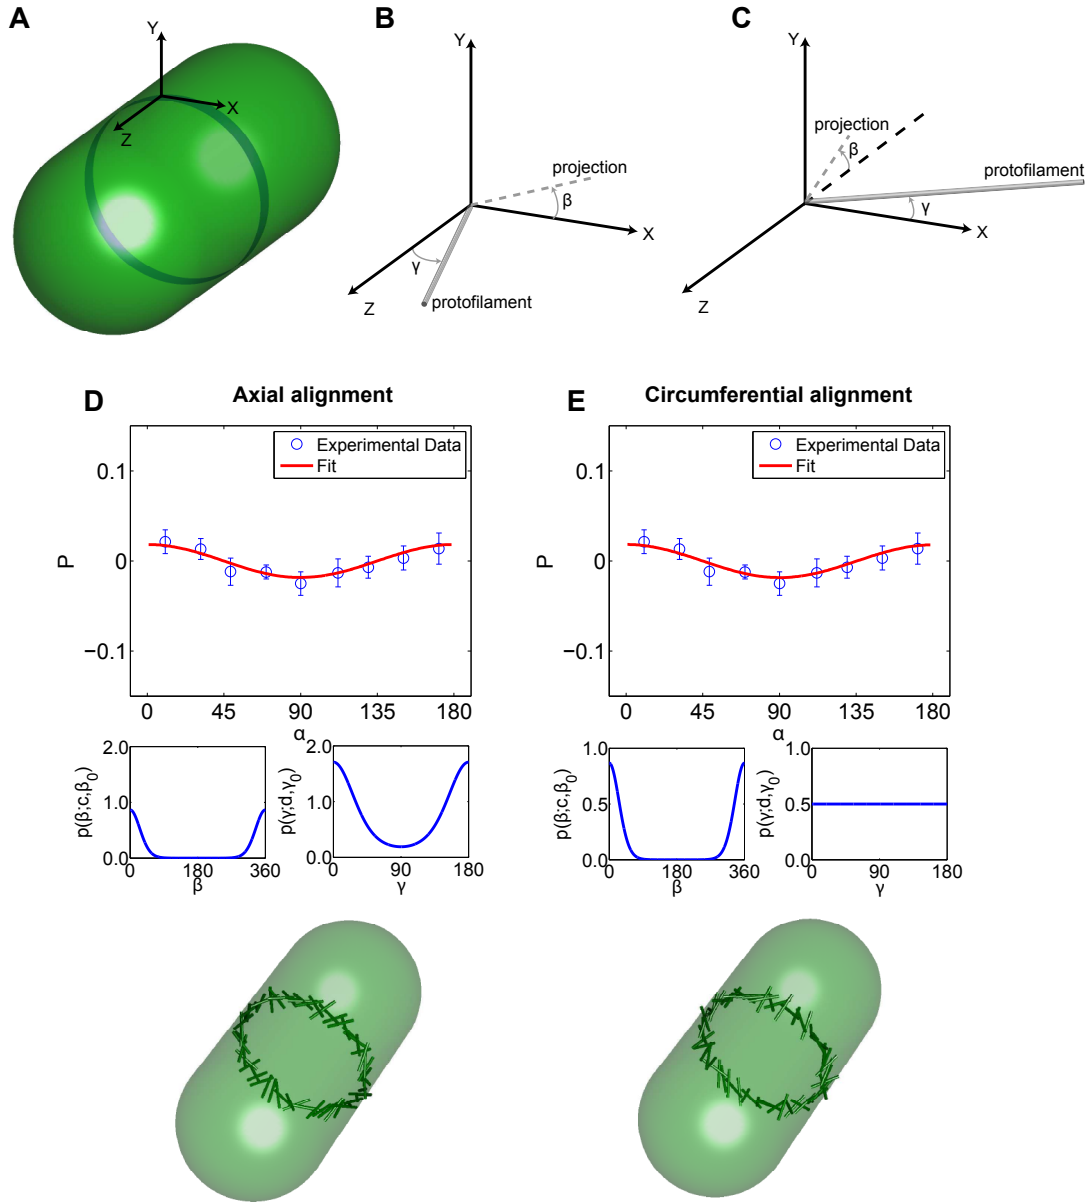 A
Y
X
Z
B
Y
projection
β
X
γ
Z
protofilament
C
Y
projection
β
protofilament
γ
X
Z
D
Axial alignment
Experimental Data
Fit
0.1
0
−0.1
P
0 45 90 135 180
α
2.0
1.0
0.0
p(β;c,β0)
0 180 360
β
2.0
1.0
0.0
p(γ;d,γ0)
0 90 180
γ
E
Circumferential alignment
Experimental Data
Fit
0.1
0
−0.1
P
0 45 90 135 180
α
1.0
0.5
0.0
p(β;c,β0)
0 180 360
β
1.0
0.5
0.0
p(γ;d,γ0)
0 90 180
γ